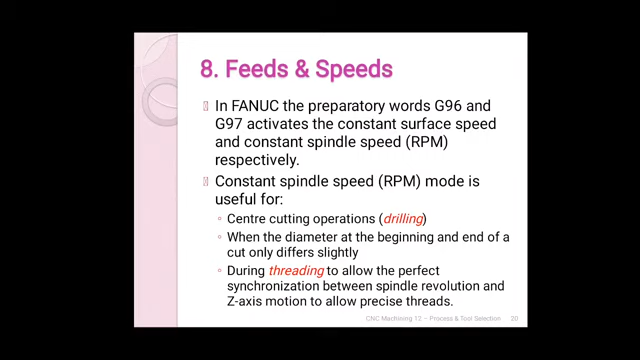 8. Feeds & Speeds
In FANUC the preparatory words G96 and
G97 activates the constant surface speed
and constant spindle speed (RPM)
respectively.
Constant spindle speed (RPM) mode is
useful for:
Centre cutting operations (drilling)
When the diameter at the beginning and end of a
cut only differs slightly
During threading to allow the perfect
synchronization between spindle revolution and
Z-axis motion to allow precise threads.
CNC Machining 12 – Process & Tool Selection 20